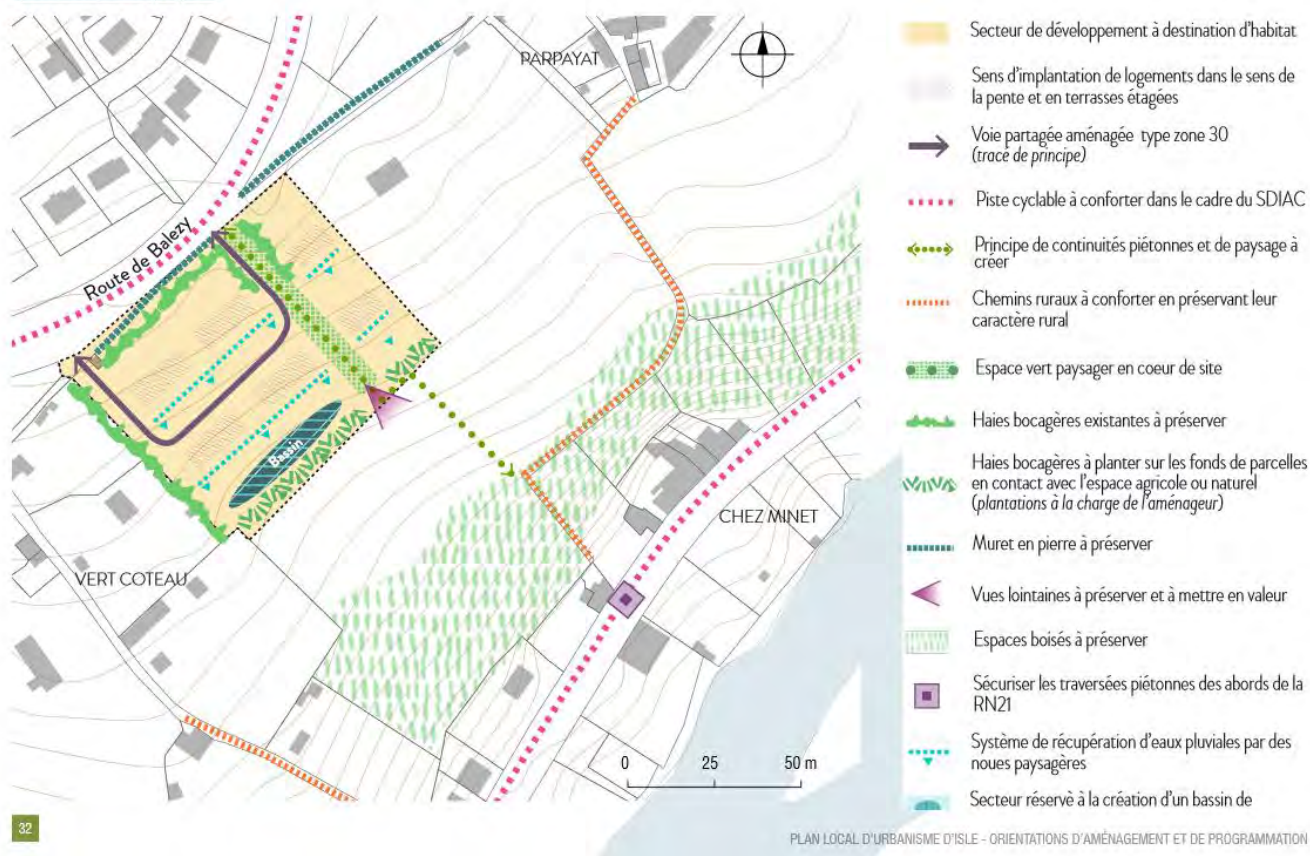 PARPAYAT
Route de Balezy
Bassin
CHEZ MINET
VERT COTEAU
0 25 50 m
Secteur de développement à destination d'habitat
Sens d'implantation de logements dans le sens de
la pente et en terrasses étagées
Voie partagée aménagée type zone 30
(tracé de principe)
Piste cyclable à conforter dans le cadre du SDIAC
Principe de continuités piétonnes et de paysage à
créer
Chemins ruraux à conforter en préservant leur
caractère rural
Espace vert paysager en coeur de site
Haies bocagères existantes à préserver
Haies bocagères à planter sur les fonds de parcelles
en contact avec l'espace agricole ou naturel
(plantations à la charge de l'aménageur)
Muret en pierre à préserver
Vues lointaines à préserver et à mettre en valeur
Espaces boisés à préserver
Sécuriser les traversées piétonnes des abords de la
RN21
Système de récupération d'eaux pluviales par des
noues paysagères
Secteur réservè à la création d'un bassin de
32
PLAN LOCAL D'URBANISME D'ISLE - ORIENTATIONS D'AMÉNAGEMENT ET DE PROGRAMMATION